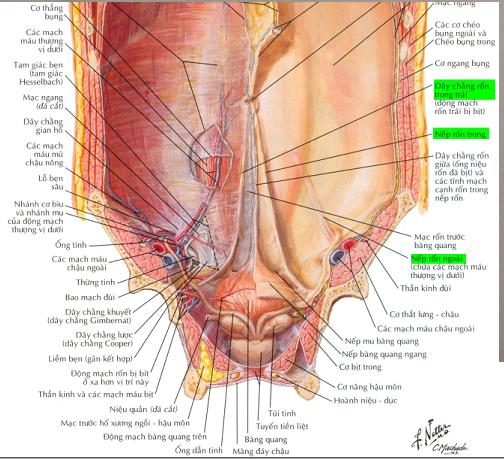 Cơ thẳng
bụng
Các mạch
máu thượng
vị dưới
Tam giác bẹn
(tam giác
Hesselbach)
Mạc ngang
(đã cắt)
Dây chằng
gian hố
Các mạch
máu mũ
chậu nông
Lỗ bẹn
sâu
Nhánh cơ bìu
và nhánh mu
của động mạch
thượng vị dưới
Ống tinh
Các mạch máu
chậu ngoài
Thừng tinh
Bao mạch đùi
Dây chằng khuyết
(dây chằng Gimbernat)
Dây chằng lược
(dây chằng Cooper)
Liềm bẹn (gân kết hợp)
Động mạch rốn bị bít
ở xa hơn vị trí này
Thần kinh và các mạch máu bịt
Niệu quản (đã cắt)
Mạc trước hố xương ngồi - hậu môn
Động mạch bàng quang trên
Ống dẫn tinh
Màng đáy chậu
Bàng quang
Tuyến tiền liệt
Túi tinh
Mạc ngang
Các cơ chéo
bụng ngoài và
Chéo bụng trong
Cơ ngang bụng
Dây chằng rốn
trong trái
(động mạch
rốn trái bị bịt)
Nếp rốn trong
Dây chằng rốn
giữa (ống niệu
rốn đã bịt) và
các tĩnh mạch
cạnh rốn trong
nếp rốn
Mạc rốn trước
bàng quang
Nếp rốn ngoài
(chứa các mạch máu
thượng vị dưới)
Thần kinh đùi
Cơ thắt lưng - chậu
Các mạch máu chậu ngoài
Nếp mu bàng quang
Nếp bàng quang ngang
Cơ bịt trong
Cơ nâng hậu môn
Hoành niệu - dục
F. Netter
M.D.